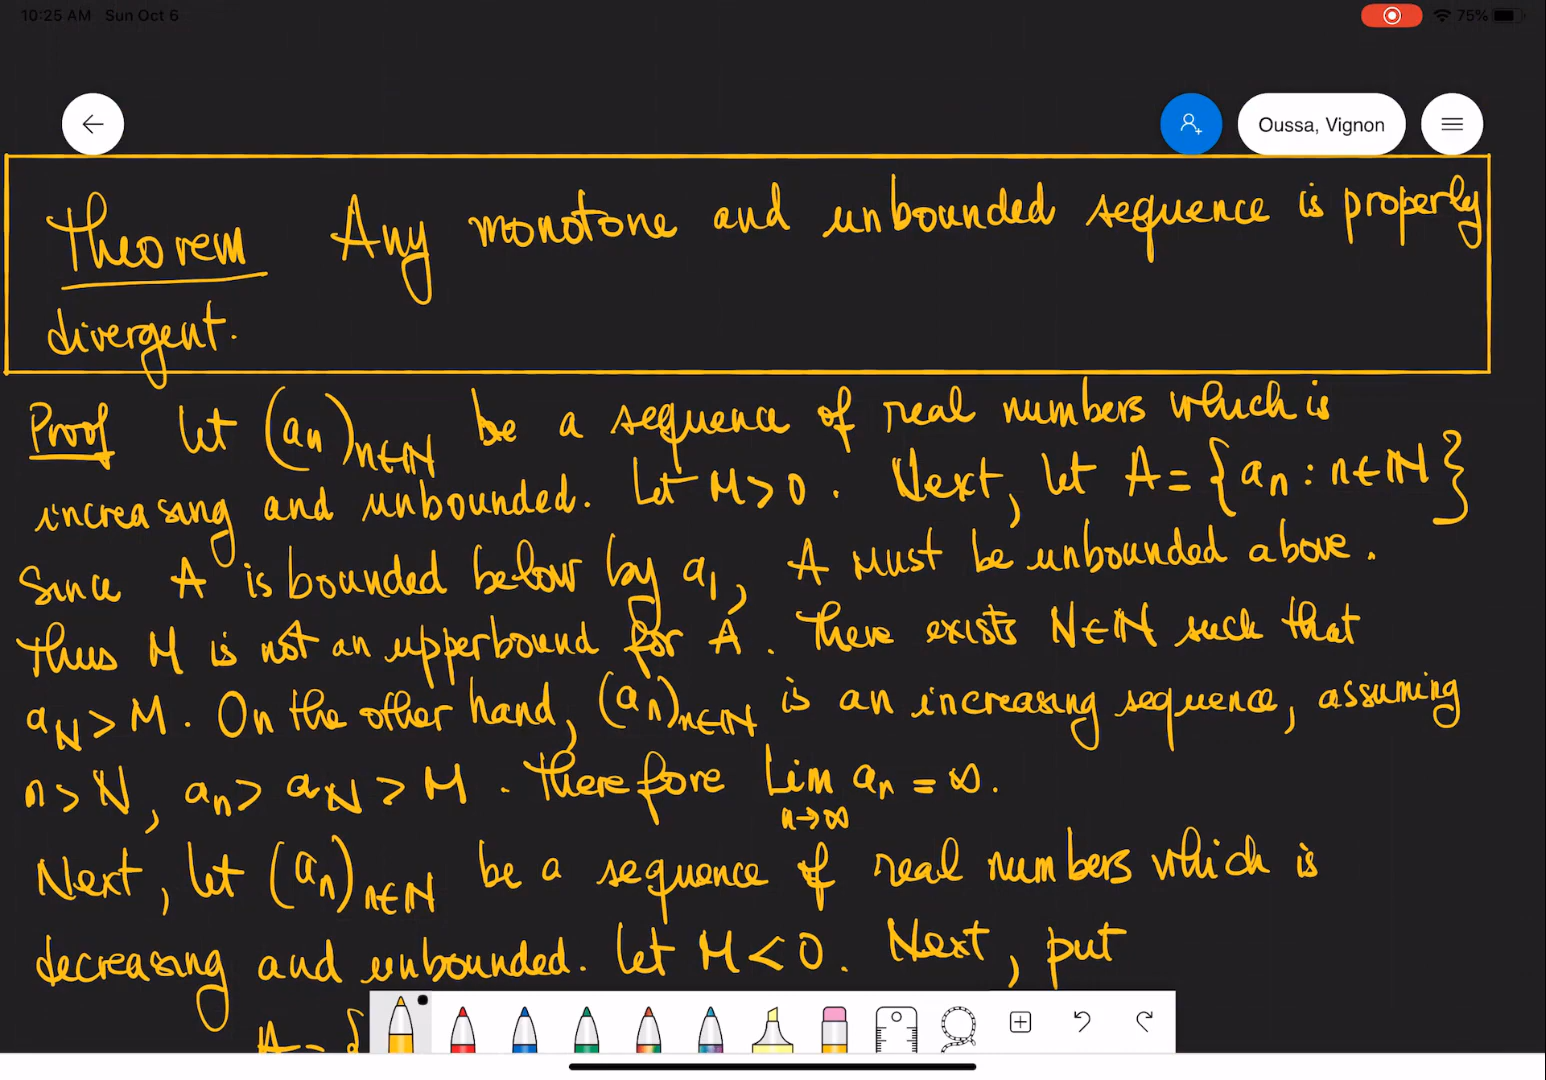 10:25 AM Sun Oct 6
75%
Oussa, Vignon
Theorem Any monotone and unbounded sequence is properly
divergent.
Proof let (aₙ)ₙ∈ℕ be a sequence of real numbers which is
increasing and unbounded. Let M>0. Next, let A = {aₙ : n∈ℕ}
Since A is bounded below by a₁, A must be unbounded above.
Thus M is not an upperbound for A. There exists N∈ℕ such that
a_N > M. On the other hand, (aₙ)ₙ∈ℕ is an increasing sequence, assuming
n > N, aₙ > a_N > M. Therefore Lim aₙ = ∞.
n→∞
Next, let (aₙ)ₙ∈ℕ be a sequence of real numbers which is
decreasing and unbounded. Let M < 0. Next, put
A = {